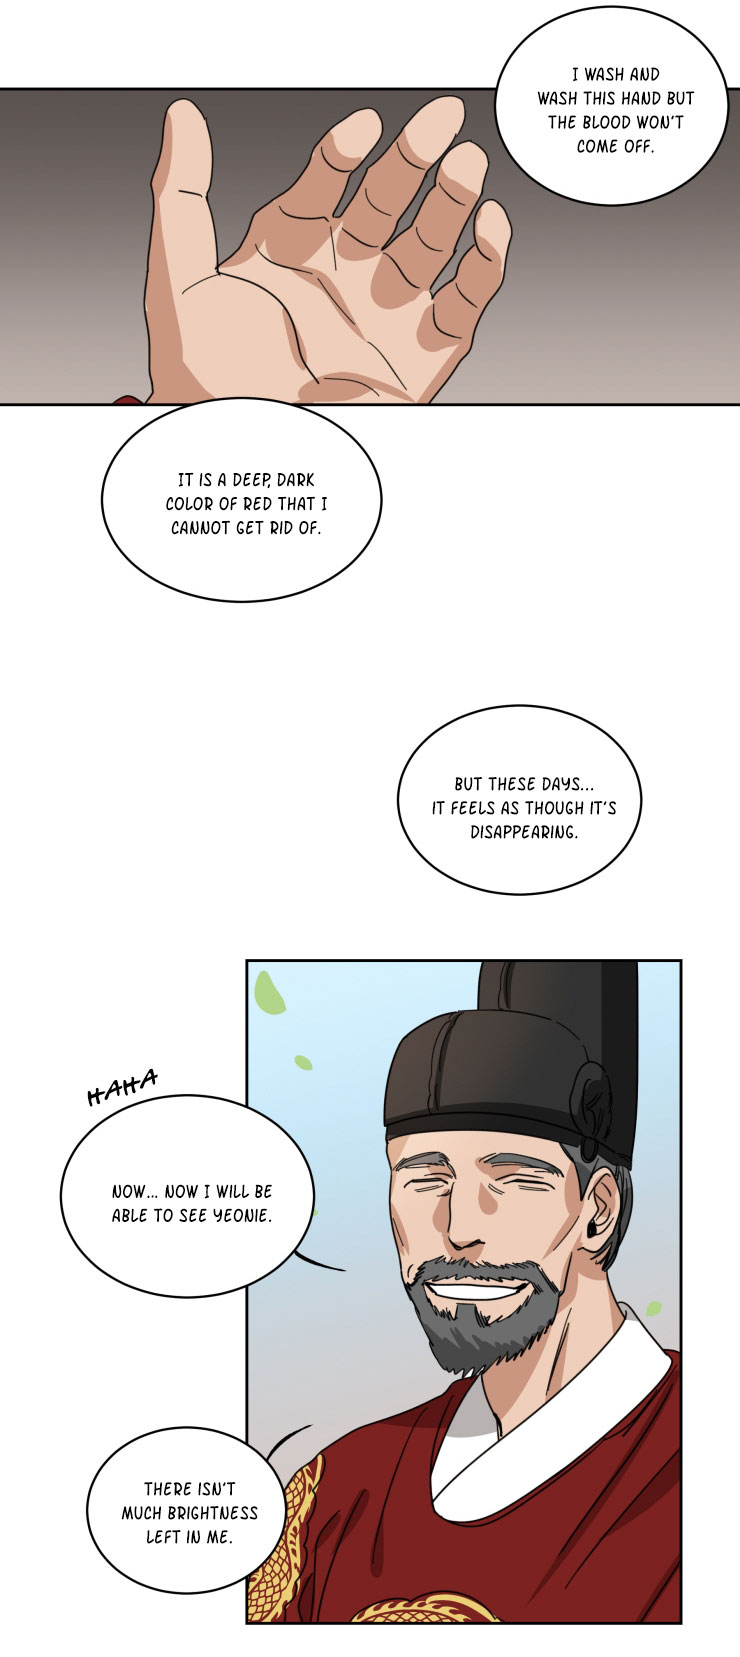 I WASH AND
WASH THIS HAND BUT
THE BLOOD WON'T
COME OFF.
IT IS A DEEP, DARK
COLOR OF RED THAT I
CANNOT GET RID OF.
BUT THESE DAYS...
IT FEELS AS THOUGH IT'S
DISAPPEARING.
HAHA
NOW... NOW I WILL BE
ABLE TO SEE YEONIE.
THERE ISN'T
MUCH BRIGHTNESS
LEFT IN ME.